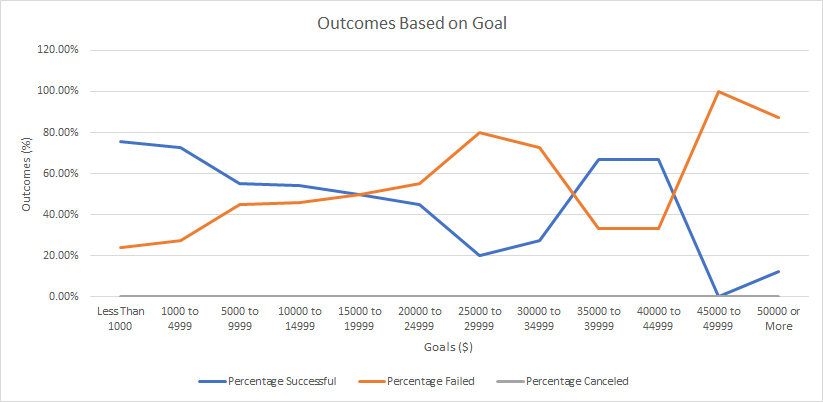 Outcomes Based on Goal
120.00%
100.00%
80.00%
60.00%
40.00%
20.00%
0.00%
Outcomes (%)
Less Than
1000
1000 to
4999
5000 to
9999
10000 to
14999
15000 to
19999
20000 to
24999
25000 to
29999
30000 to
34999
35000 to
39999
40000 to
44999
45000 to
49999
50000 or
More
Goals ($)
Percentage Successful
Percentage Failed
Percentage Canceled